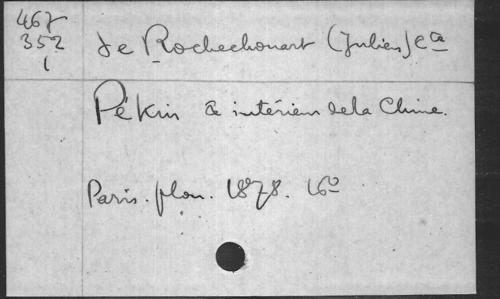 467
352
1
de Rochechouart (Julien) Cte
Pékin & intérieur de la Chine.
Paris. plon. 1878. 16o